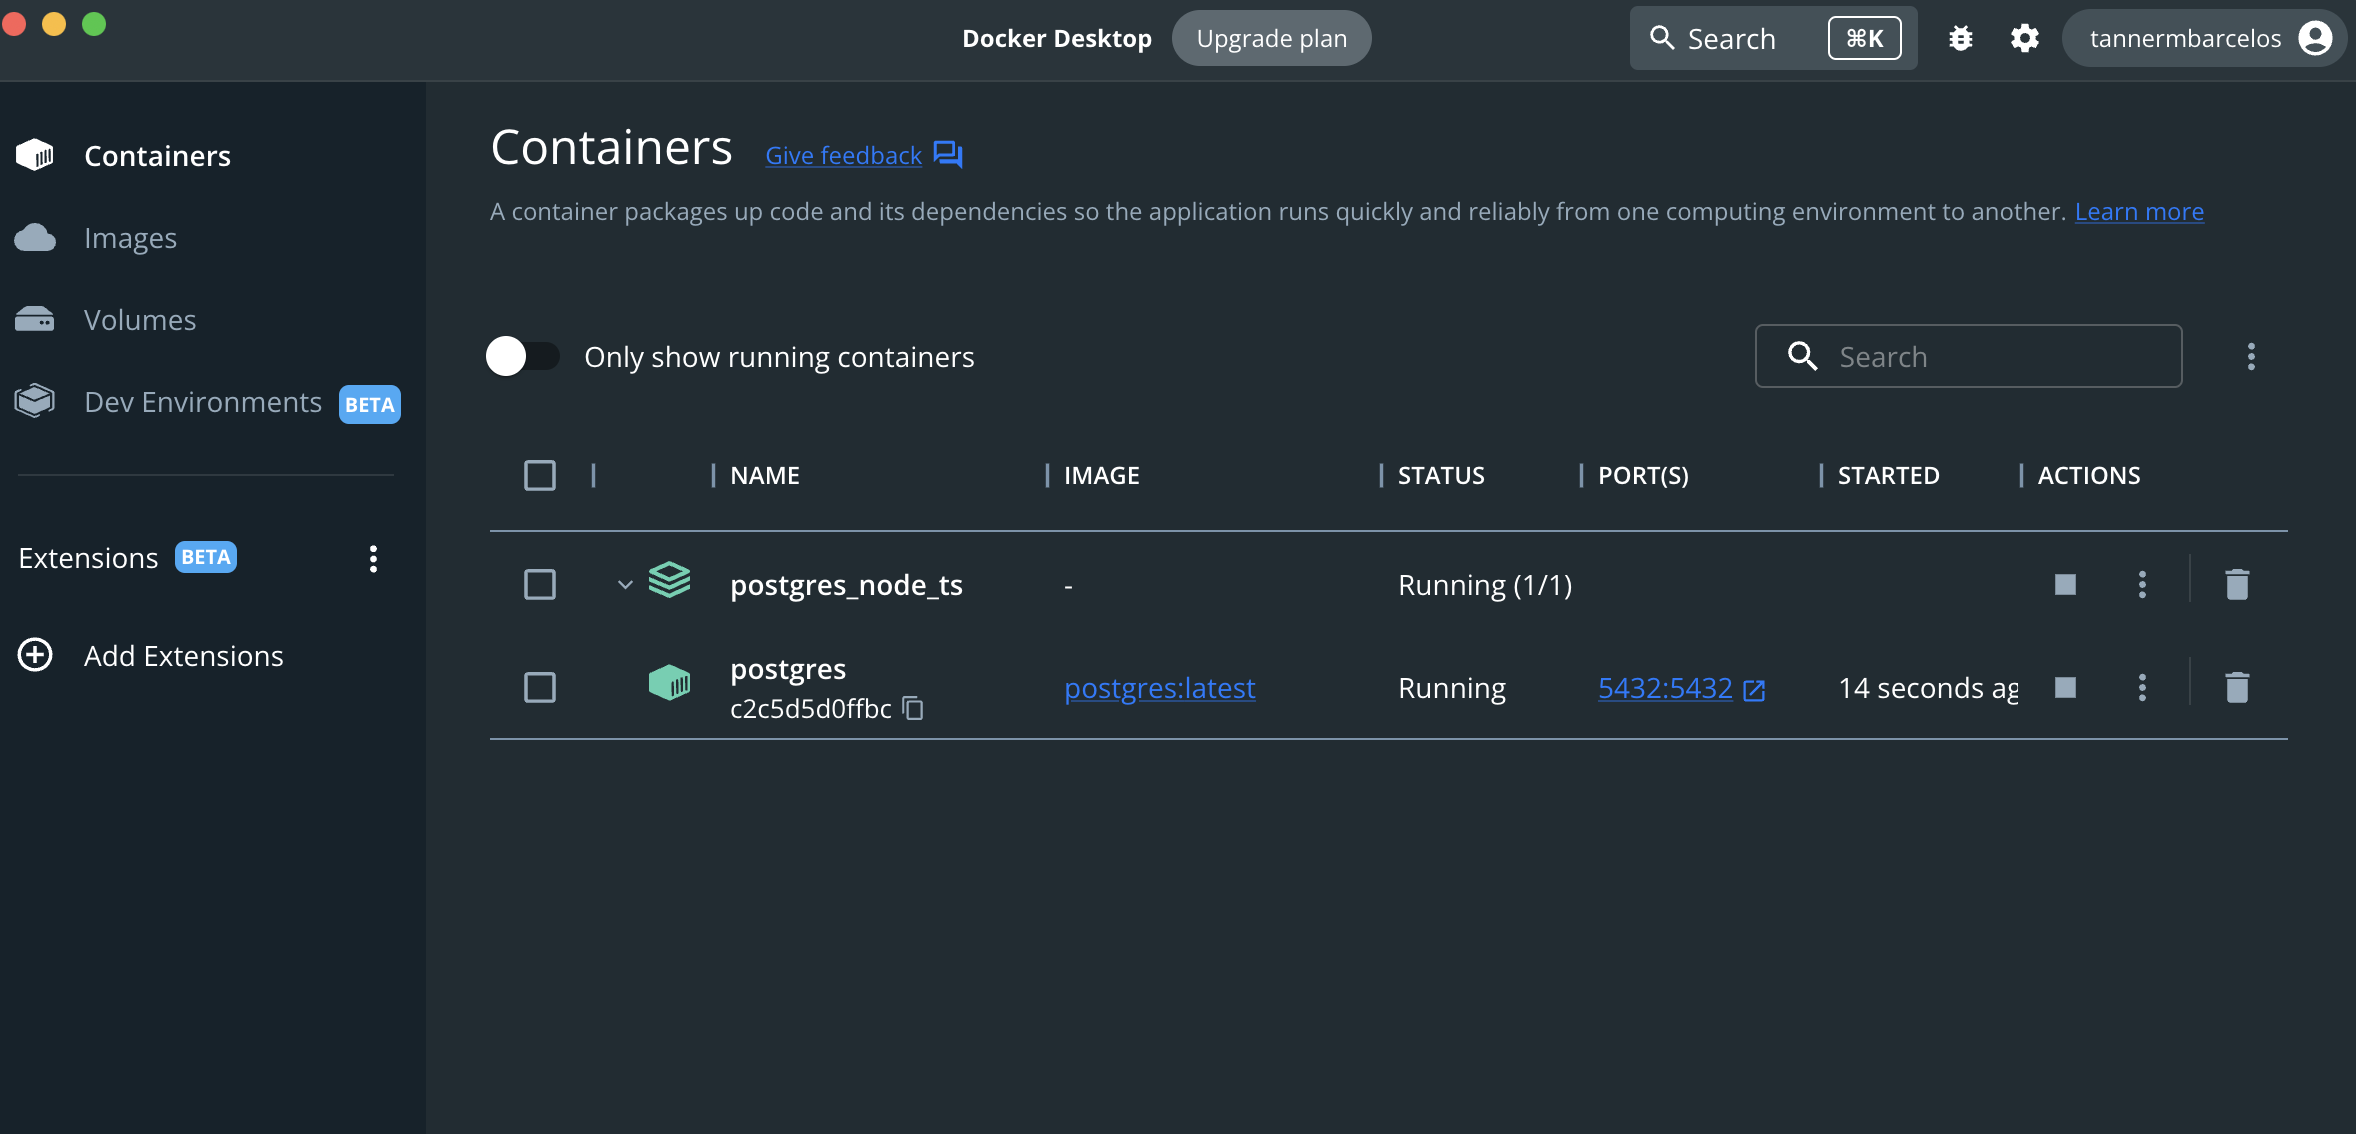 Docker Desktop Upgrade plan Search ⌘K tannermbarcelos
Containers
Images
Volumes
Dev Environments BETA
Extensions BETA
Add Extensions
Containers Give feedback
A container packages up code and its dependencies so the application runs quickly and reliably from one computing environment to another. Learn more
Only show running containers Search
NAME IMAGE STATUS PORT(S) STARTED ACTIONS
postgres_node_ts - Running (1/1)
postgres
c2c5d5d0ffbc postgres:latest Running 5432:5432 14 seconds ag